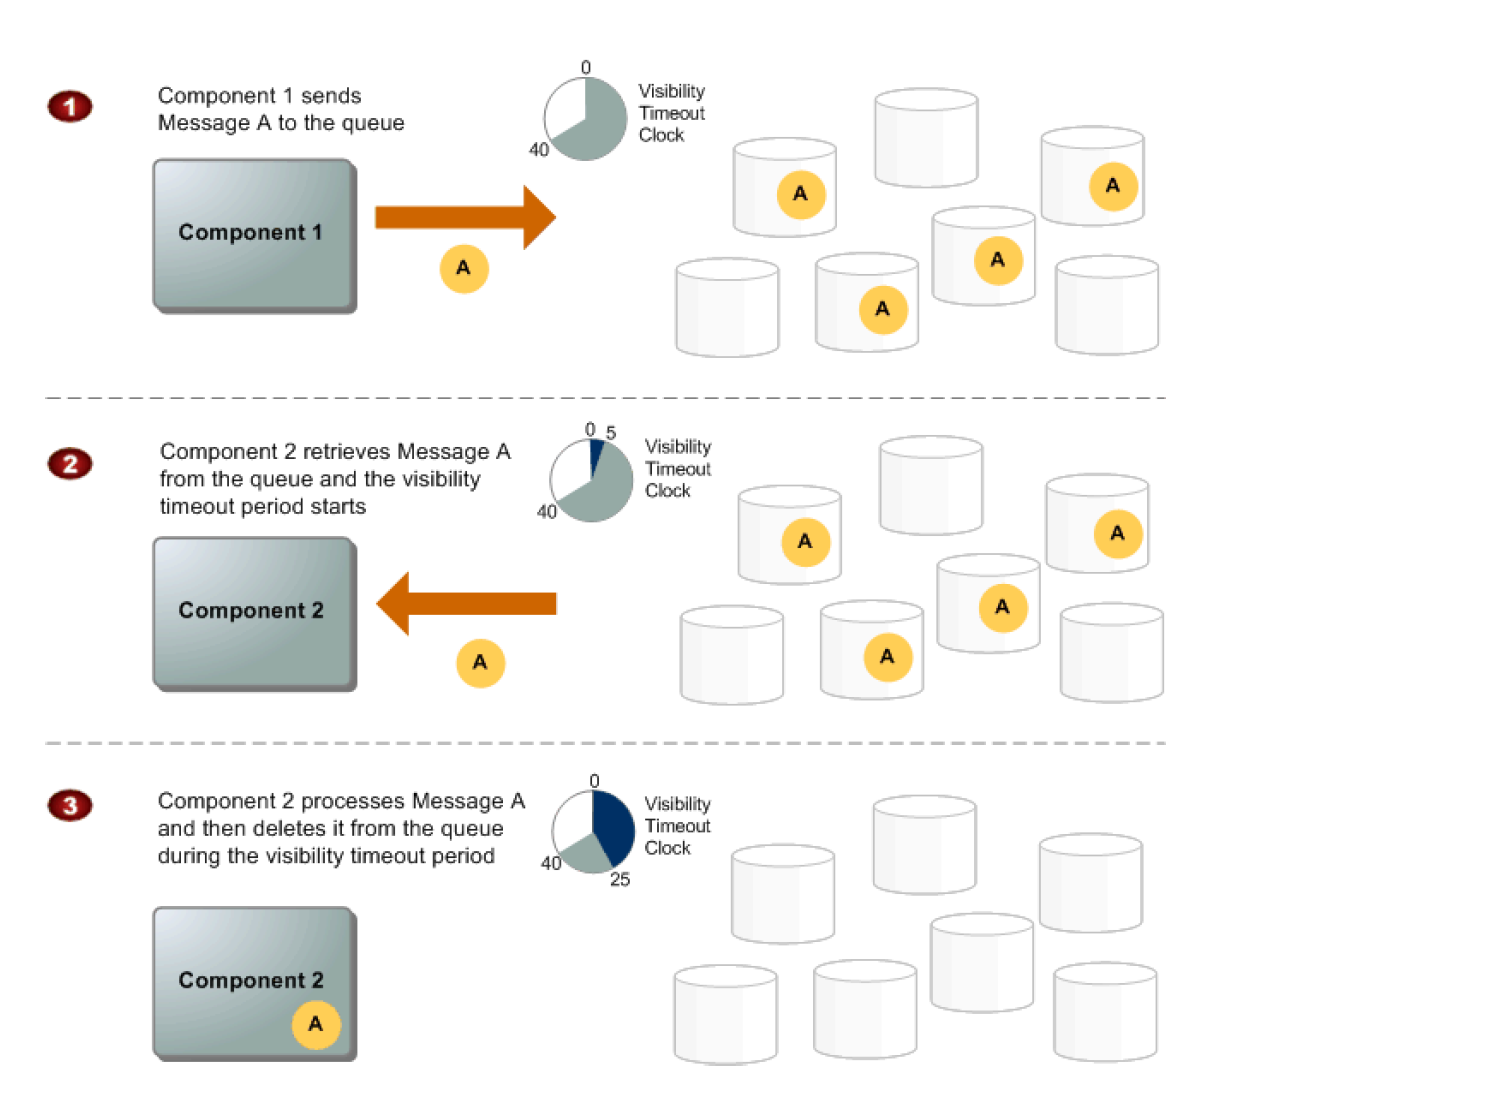 1
Component 1 sends
Message A to the queue
0
40
Visibility
Timeout
Clock
Component 1
A
A
A
A
A
2
Component 2 retrieves Message A
from the queue and the visibility
timeout period starts
0 5
40
Visibility
Timeout
Clock
Component 2
A
A
A
A
A
3
Component 2 processes Message A
and then deletes it from the queue
during the visibility timeout period
0
40
25
Visibility
Timeout
Clock
Component 2
A